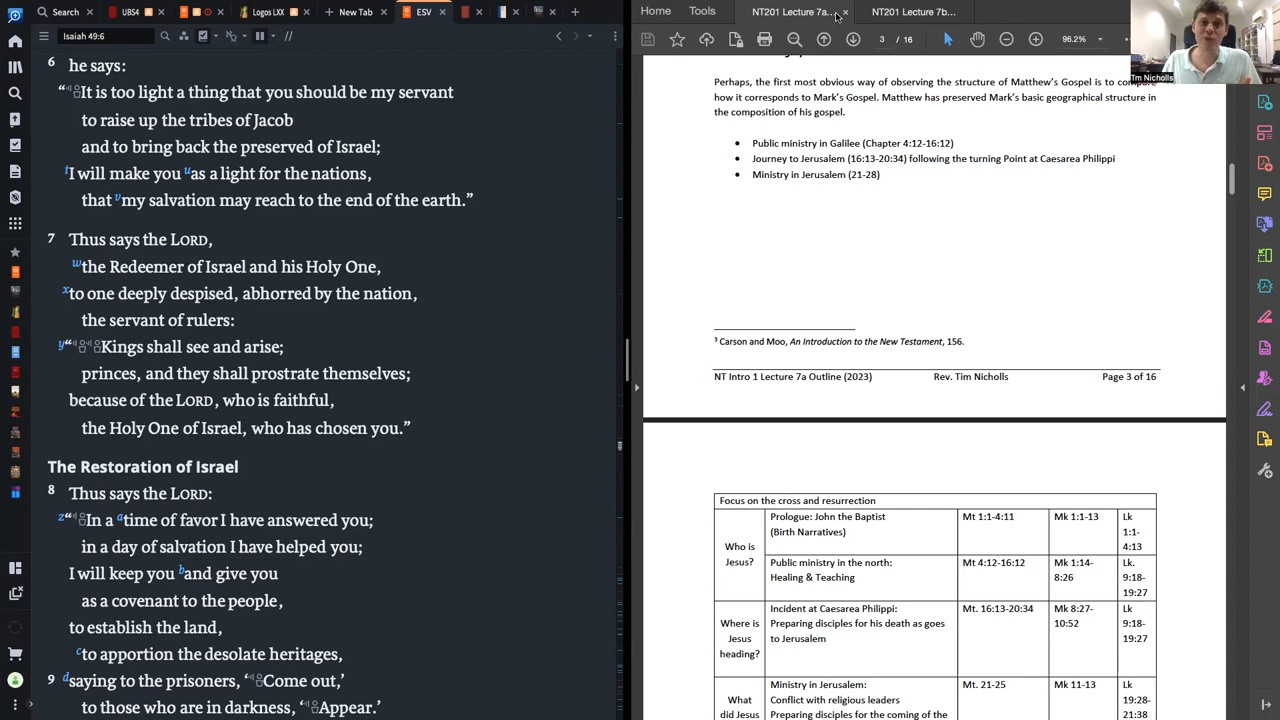 Search
UBS4
Logos LXX
+ New Tab
ESV
Isaiah 49:6
6 he says:
“It is too light a thing that you should be my servant
to raise up the tribes of Jacob
and to bring back the preserved of Israel;
t I will make you u as a light for the nations,
that v my salvation may reach to the end of the earth.”
7 Thus says the LORD,
w the Redeemer of Israel and his Holy One,
x to one deeply despised, abhorred by the nation,
the servant of rulers:
y “Kings shall see and arise;
princes, and they shall prostrate themselves;
because of the LORD, who is faithful,
the Holy One of Israel, who has chosen you.”
The Restoration of Israel
8 Thus says the LORD:
z “In a a time of favor I have answered you;
in a day of salvation I have helped you;
I will keep you b and give you
as a covenant to the people,
to establish the land,
c to apportion the desolate heritages,
9 d saying to the prisoners, ‘Come out,’
to those who are in darkness, ‘Appear.’
Home Tools NT201 Lecture 7a... × NT201 Lecture 7b...
3 / 16 96.2%
Tim Nicholls
Perhaps, the first most obvious way of observing the structure of Matthew’s Gospel is to compare
how it corresponds to Mark’s Gospel. Matthew has preserved Mark’s basic geographical structure in
the composition of his gospel.
• Public ministry in Galilee (Chapter 4:12-16:12)
• Journey to Jerusalem (16:13-20:34) following the turning Point at Caesarea Philippi
• Ministry in Jerusalem (21-28)
3 Carson and Moo, An Introduction to the New Testament, 156.
NT Intro 1 Lecture 7a Outline (2023) Rev. Tim Nicholls Page 3 of 16
Focus on the cross and resurrection
Who is
Jesus?
Prologue: John the Baptist
(Birth Narratives)
Mt 1:1-4:11
Mk 1:1-13
Lk
1:1-
4:13
Public ministry in the north:
Healing & Teaching
Mt 4:12-16:12
Mk 1:14-
8:26
Lk.
9:18-
19:27
Where is
Jesus
heading?
Incident at Caesarea Philippi:
Preparing disciples for his death as goes
to Jerusalem
Mt. 16:13-20:34
Mk 8:27-
10:52
Lk
9:18-
19:27
What
did Jesus
Ministry in Jerusalem:
Conflict with religious leaders
Preparing disciples for the coming of the
Mt. 21-25
Mk 11-13
Lk
19:28-
21:38